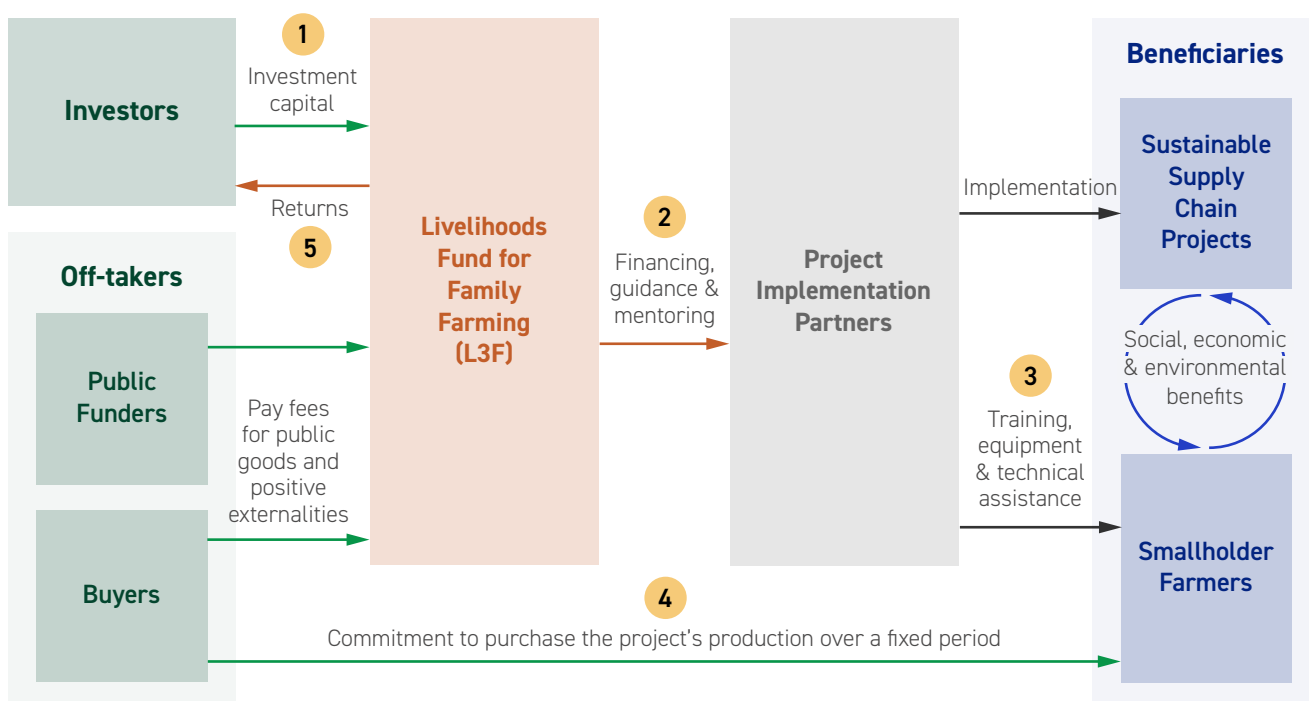 1
Investment
capital
Investors
Returns
5
Off-takers
Public
Funders
Pay fees
for public
goods and
positive
externalities
Buyers
Livelihoods
Fund for
Family
Farming
(L3F)
2
Financing,
guidance &
mentoring
Project
Implementation
Partners
Implementation
3
Training,
equipment
& technical
assistance
Beneficiaries
Sustainable
Supply
Chain
Projects
Social, economic
& environmental
benefits
Smallholder
Farmers
4
Commitment to purchase the project’s production over a fixed period